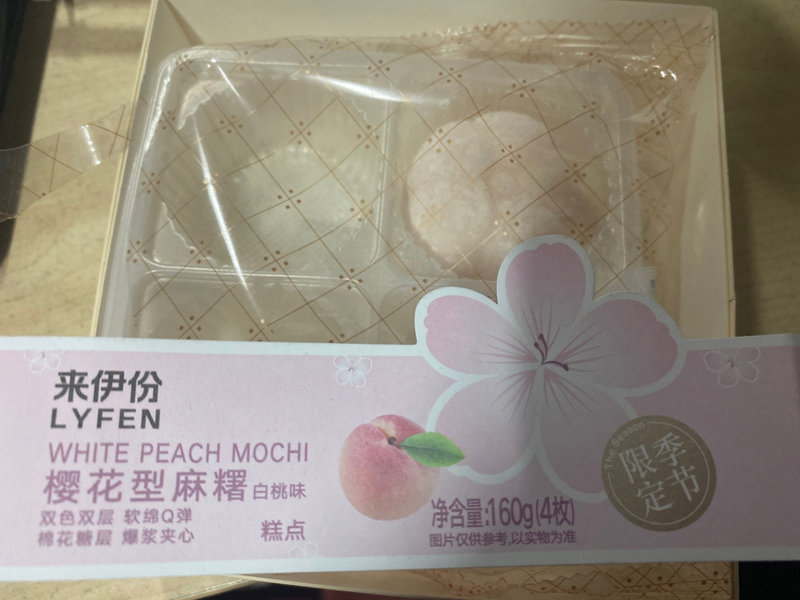 来伊份
LYFEN
WHITE PEACH MOCHI
樱花型麻糬 白桃味
双色双层 软绵Q弹
棉花糖层 爆浆夹心
糕点
净含量:160g(4枚)
图片仅供参考,以实物为准
The Season
限季
定节